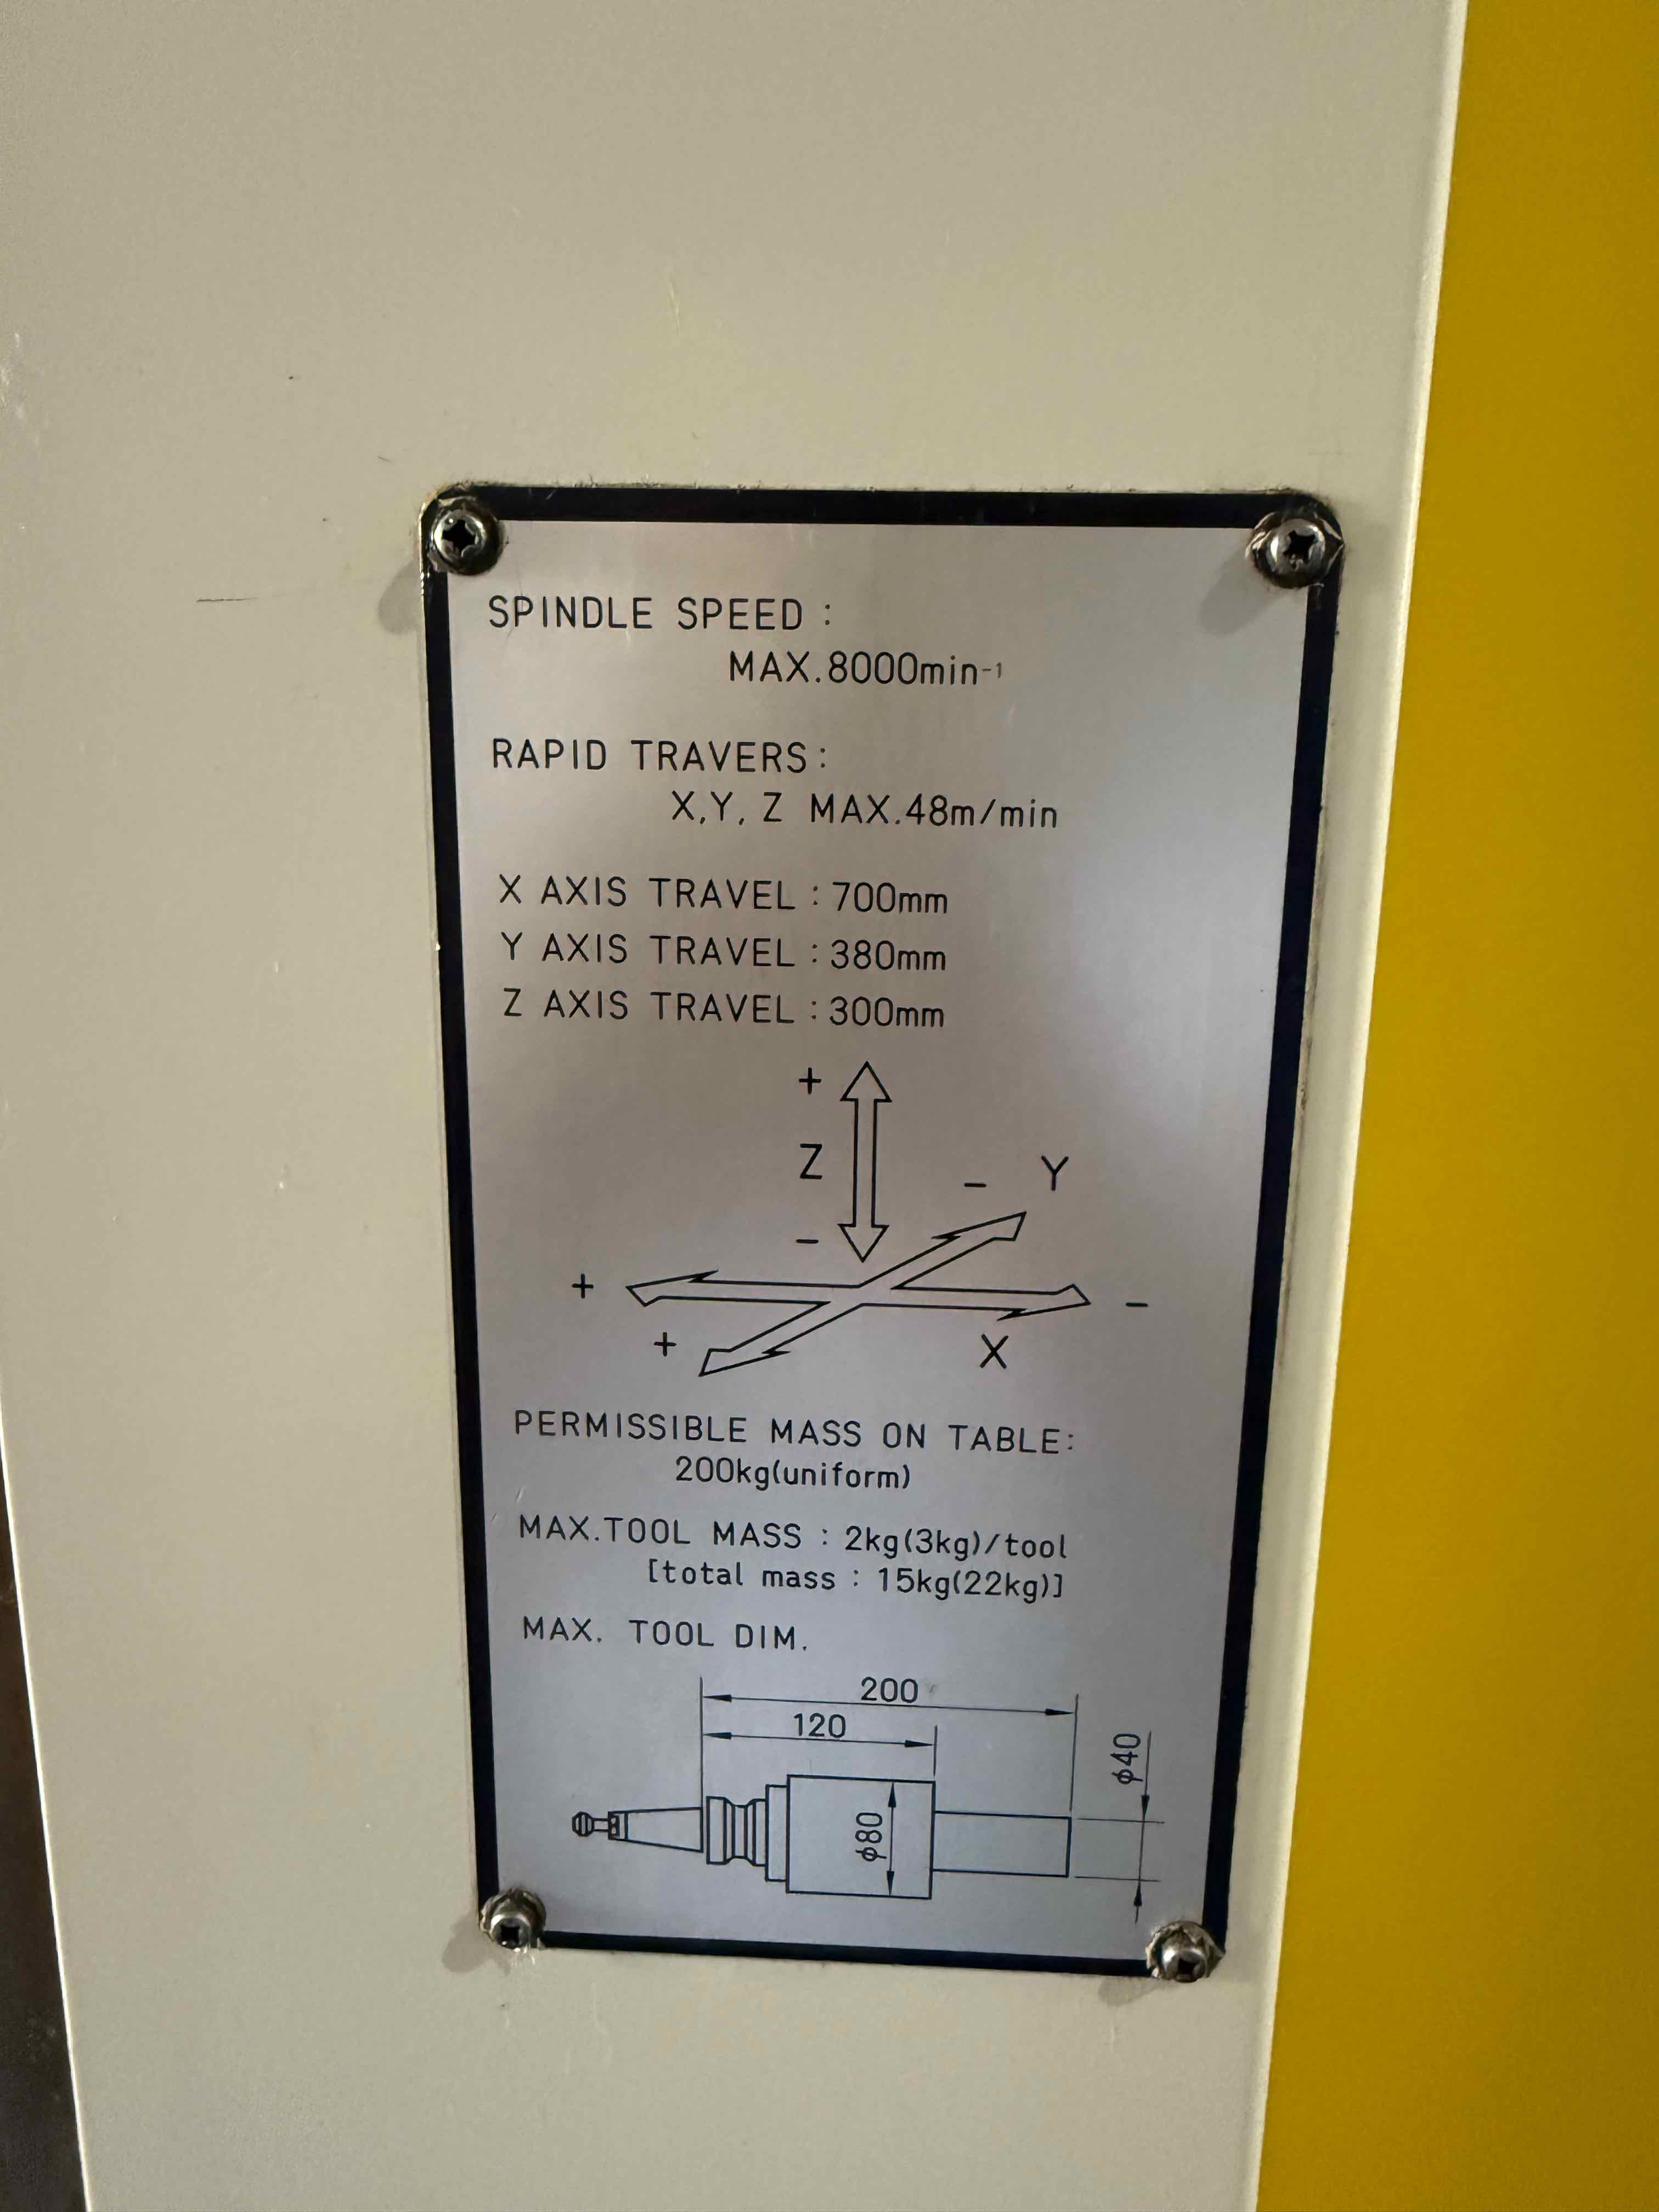 SPINDLE SPEED :
MAX.8000min-1
RAPID TRAVERS:
X,Y, Z MAX.48m/min
X AXIS TRAVEL : 700mm
Y AXIS TRAVEL : 380mm
Z AXIS TRAVEL : 300mm
+
Z
-
- Y
+
-
+
X
PERMISSIBLE MASS ON TABLE:
200kg(uniform)
MAX.TOOL MASS : 2kg(3kg)/tool
[total mass : 15kg(22kg)]
MAX. TOOL DIM.
200
120
ϕ40
ϕ80